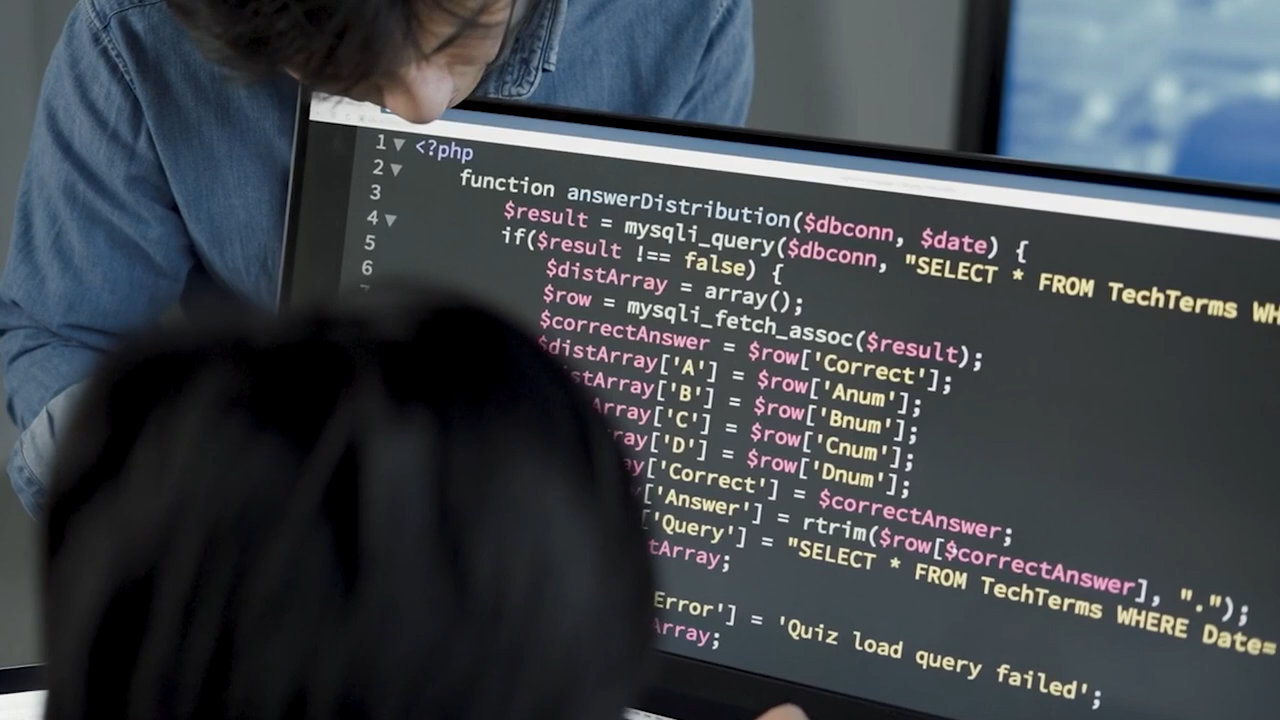 1 <?php
2 function answerDistribution($dbconn, $date) {
3 $result = mysqli_query($dbconn, "SELECT * FROM TechTerms
4 if($result !== false) {
5 $distArray = array();
6 $row = mysqli_fetch_assoc($result);
$correctAnswer = $row['Correct'];
$distArray['A'] = $row['Anum'];
stArray['B'] = $row['Bnum'];
Array['C'] = $row['Cnum'];
ray['D'] = $row['Dnum'];
ay['Correct'] = $correctAnswer;
['Answer'] = rtrim($row[$correctAnswer], ".");
['Query'] = "SELECT * FROM TechTerms WHERE Date=
tArray;
Error'] = 'Quiz load query failed';
Array;